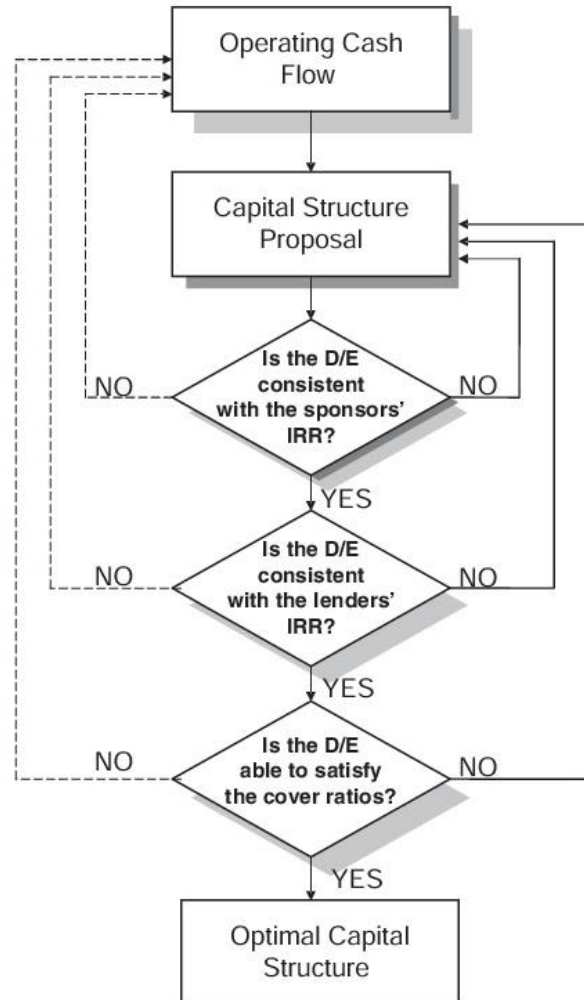 Operating Cash
Flow
Capital Structure
Proposal
Is the D/E
consistent
with the sponsors'
IRR?
NO
NO
YES
Is the D/E
consistent
with the lenders'
IRR?
NO
NO
YES
Is the D/E
able to satisfy
the cover ratios?
NO
NO
YES
Optimal Capital
Structure